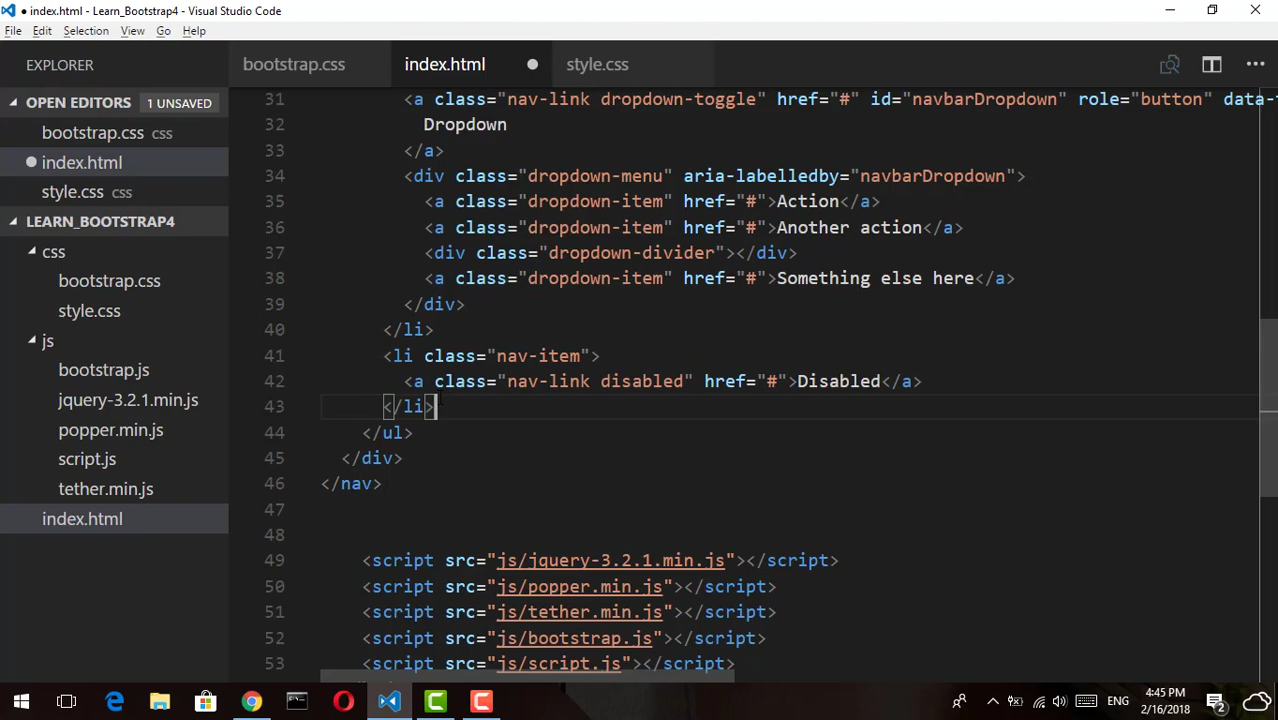 ● index.html - Learn_Bootstrap4 - Visual Studio Code
File Edit Selection View Go Help
EXPLORER
bootstrap.css
index.html
style.css
OPEN EDITORS 1 UNSAVED
bootstrap.css css
index.html
style.css css
LEARN_BOOTSTRAP4
css
bootstrap.css
style.css
js
bootstrap.js
jquery-3.2.1.min.js
popper.min.js
script.js
tether.min.js
index.html
31 <a class="nav-link dropdown-toggle" href="#" id="navbarDropdown" role="button" data-t
32 Dropdown
33 </a>
34 <div class="dropdown-menu" aria-labelledby="navbarDropdown">
35 <a class="dropdown-item" href="#">Action</a>
36 <a class="dropdown-item" href="#">Another action</a>
37 <div class="dropdown-divider"></div>
38 <a class="dropdown-item" href="#">Something else here</a>
39 </div>
40 </li>
41 <li class="nav-item">
42 <a class="nav-link disabled" href="#">Disabled</a>
43 </li>
44 </ul>
45 </div>
46 </nav>
47
48
49 <script src="js/jquery-3.2.1.min.js"></script>
50 <script src="js/popper.min.js"></script>
51 <script src="js/tether.min.js"></script>
52 <script src="js/bootstrap.js"></script>
53 <script src="js/script.js"></script>
ENG
4:45 PM
2/16/2018
2